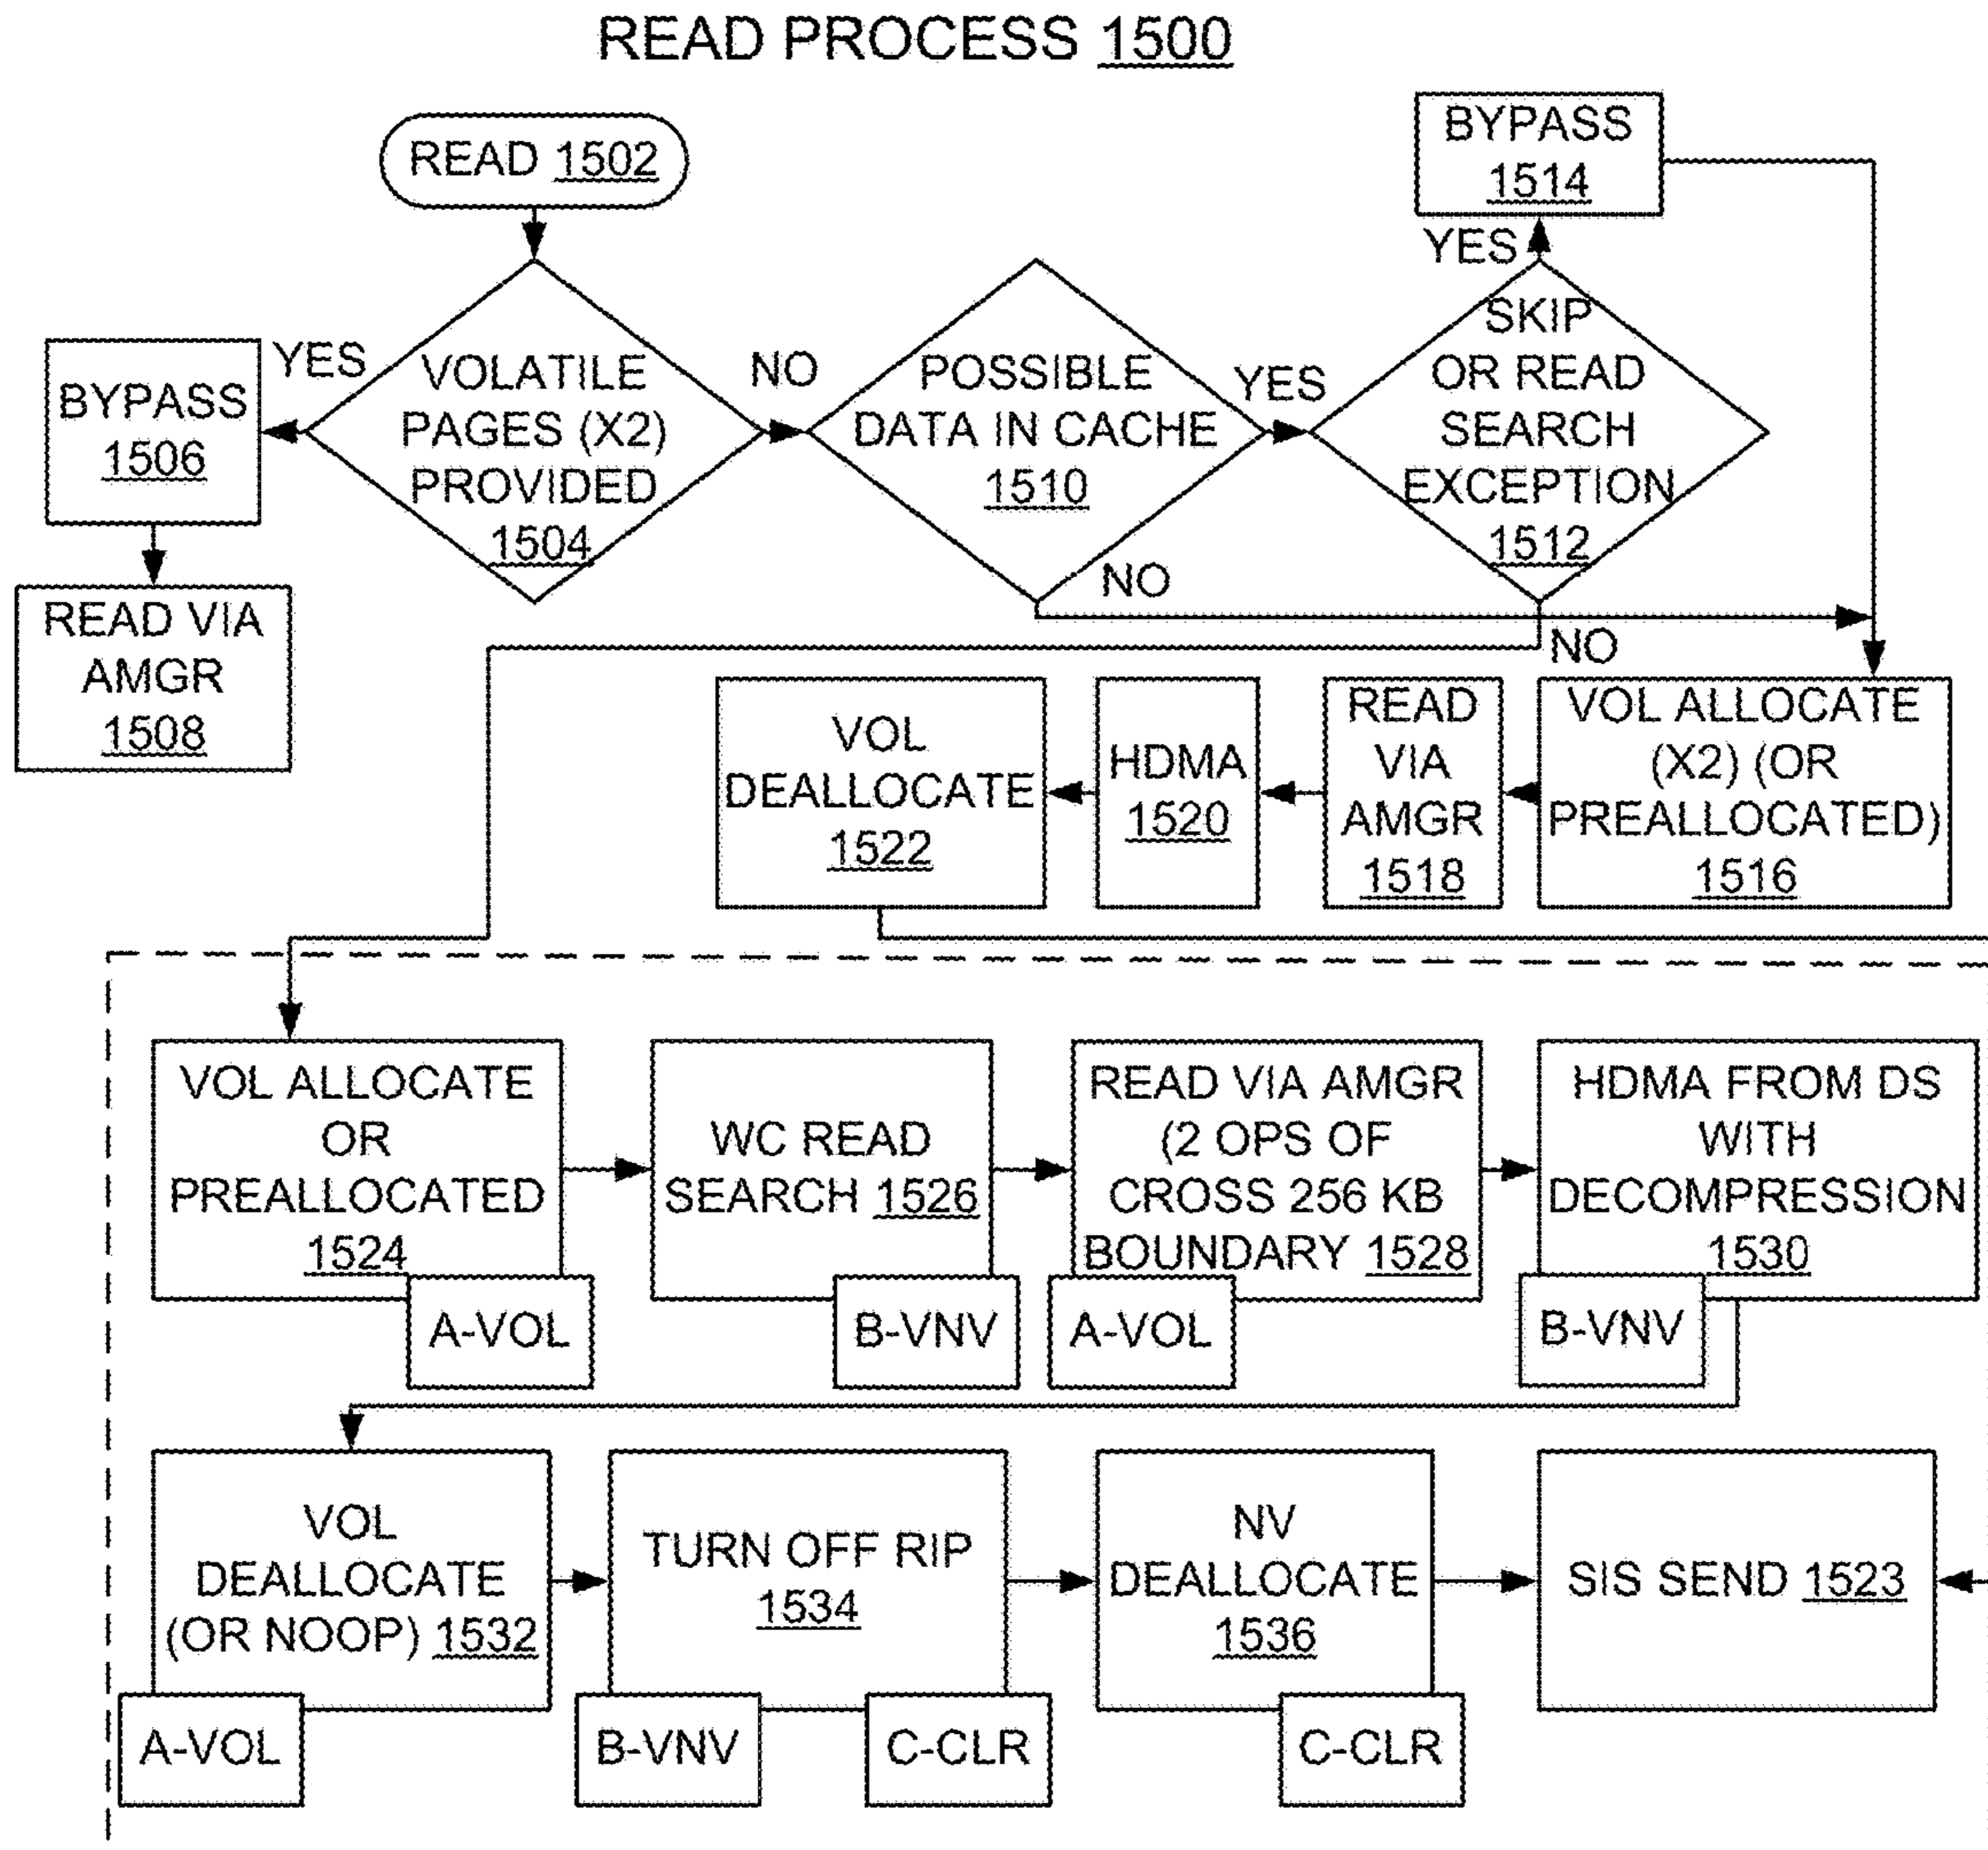 READ PROCESS 1500
READ 1502
BYPASS
1514
YES
SKIP
OR READ
SEARCH
EXCEPTION
1512
YES
VOLATILE
PAGES (X2)
PROVIDED
1504
NO
POSSIBLE
DATA IN CACHE
1510
YES
BYPASS
1506
READ VIA
AMGR
1508
NO
NO
VOL
DEALLOCATE
1522
HDMA
1520
READ
VIA
AMGR
1518
VOL ALLOCATE
(X2) (OR
PREALLOCATED)
1516
VOL ALLOCATE
OR
PREALLOCATED
1524
A-VOL
WC READ
SEARCH 1526
B-VNV
READ VIA AMGR
(2 OPS OF
CROSS 256 KB
BOUNDARY 1528
A-VOL
HDMA FROM DS
WITH
DECOMPRESSION
1530
B-VNV
VOL
DEALLOCATE
(OR NOOP) 1532
A-VOL
TURN OFF RIP
1534
B-VNV
C-CLR
NV
DEALLOCATE
1536
C-CLR
SIS SEND 1523